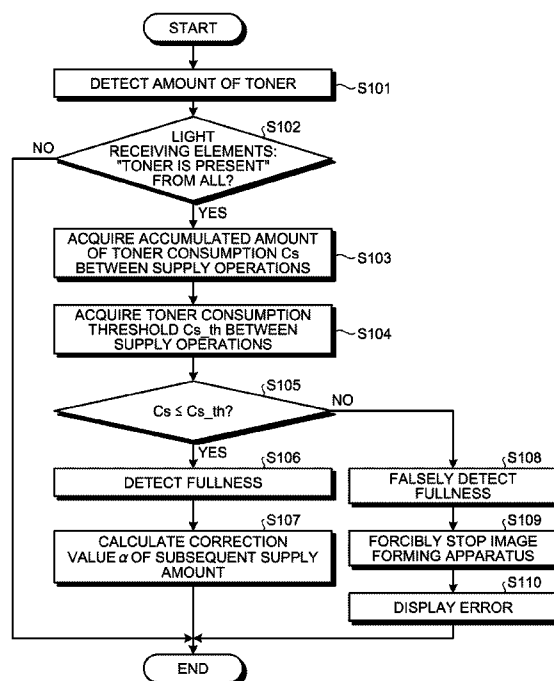 START
DETECT AMOUNT OF TONER
S101
S102
LIGHT
RECEIVING ELEMENTS:
"TONER IS PRESENT"
FROM ALL?
NO
YES
ACQUIRE ACCUMULATED AMOUNT
OF TONER CONSUMPTION Cs
BETWEEN SUPPLY OPERATIONS
S103
ACQUIRE TONER CONSUMPTION
THRESHOLD Cs_th BETWEEN
SUPPLY OPERATIONS
S104
S105
Cs ≤ Cs_th?
NO
YES
S106
DETECT FULLNESS
S107
CALCULATE CORRECTION
VALUE α OF SUBSEQUENT SUPPLY
AMOUNT
S108
FALSELY DETECT
FULLNESS
S109
FORCIBLY STOP IMAGE
FORMING APPARATUS
S110
DISPLAY ERROR
END